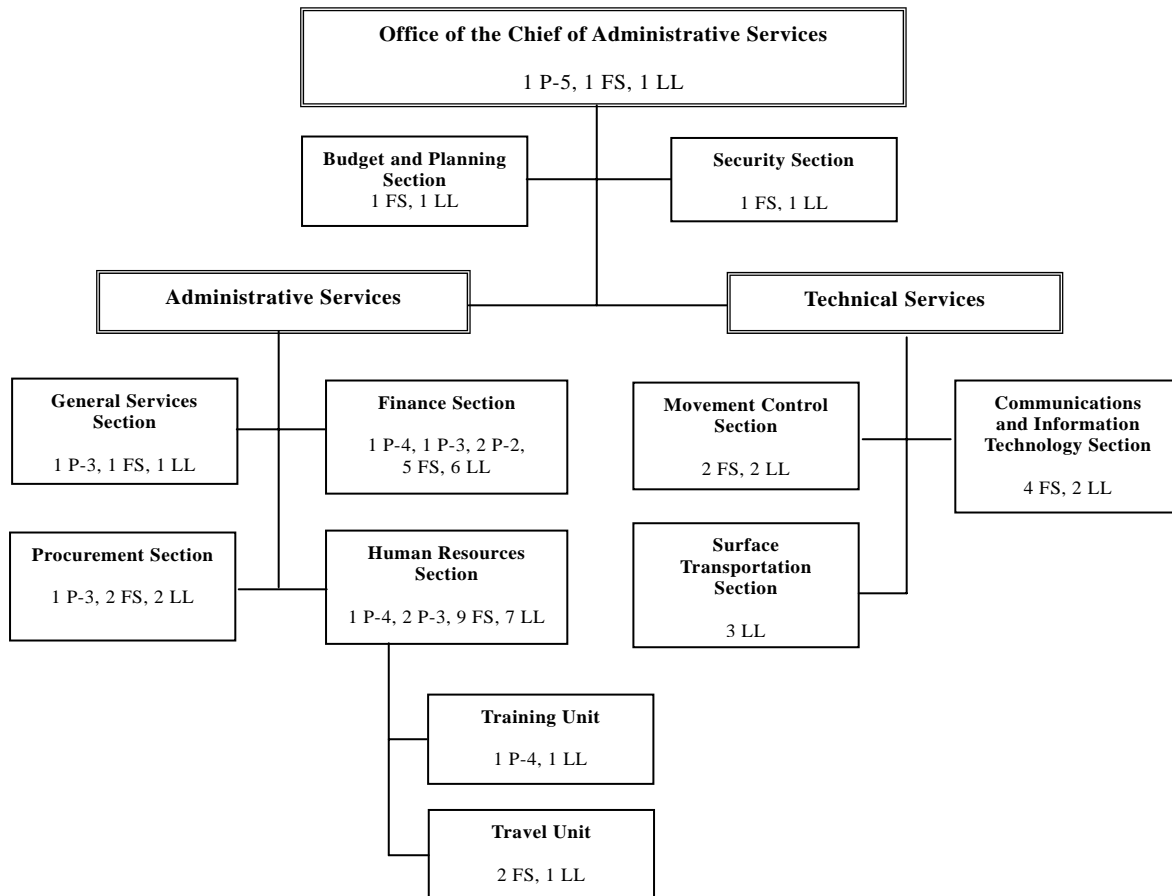 Office of the Chief of Administrative Services
1 P-5, 1 FS, 1 LL
Budget and Planning
Section
1 FS, 1 LL
Security Section
1 FS, 1 LL
Administrative Services
Technical Services
General Services
Section
1 P-3, 1 FS, 1 LL
Finance Section
1 P-4, 1 P-3, 2 P-2,
5 FS, 6 LL
Movement Control
Section
2 FS, 2 LL
Communications
and Information
Technology Section
4 FS, 2 LL
Procurement Section
1 P-3, 2 FS, 2 LL
Human Resources
Section
1 P-4, 2 P-3, 9 FS, 7 LL
Surface
Transportation
Section
3 LL
Training Unit
1 P-4, 1 LL
Travel Unit
2 FS, 1 LL